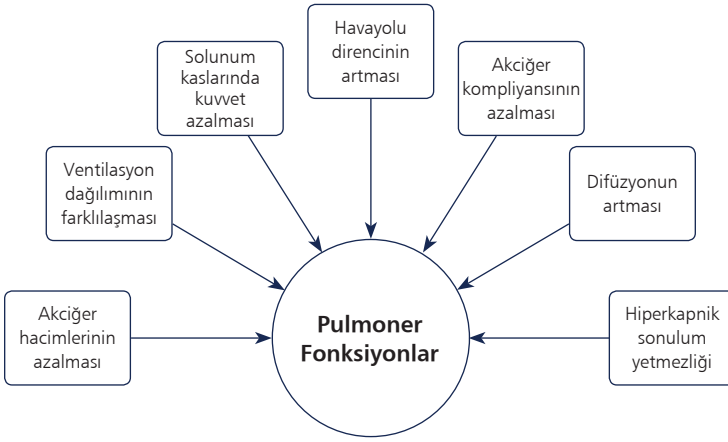 Havayolu
direncinin
artması
Solunum
kaslarında
kuvvet
azalması
Akciğer
kompliyansının
azalması
Ventilasyon
dağılımının
farklılaşması
Difüzyonun
artması
Akciğer
hacimlerinin
azalması
Pulmoner
Fonksiyonlar
Hiperkapnik
sonulum
yetmezliği